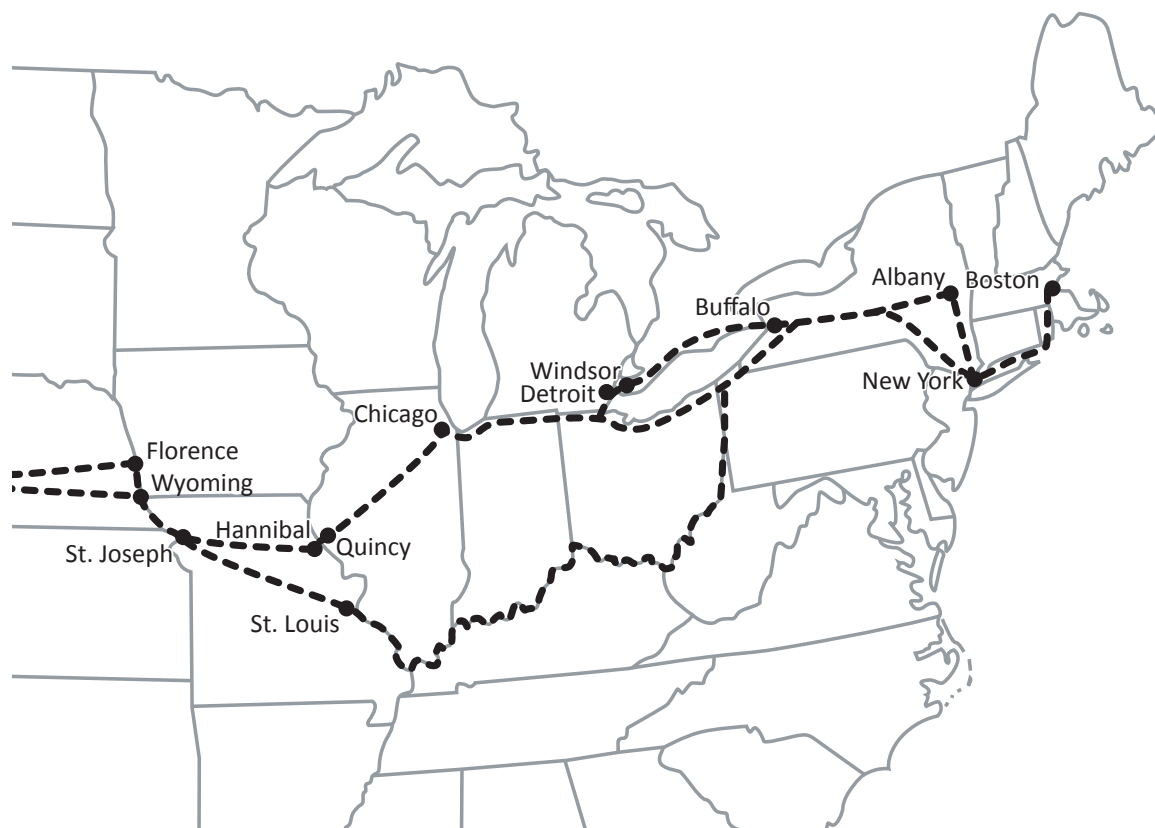 Albany
Boston
Buffalo
Windsor
Detroit
New York
Chicago
Florence
Wyoming
Hannibal
Quincy
St. Joseph
St. Louis